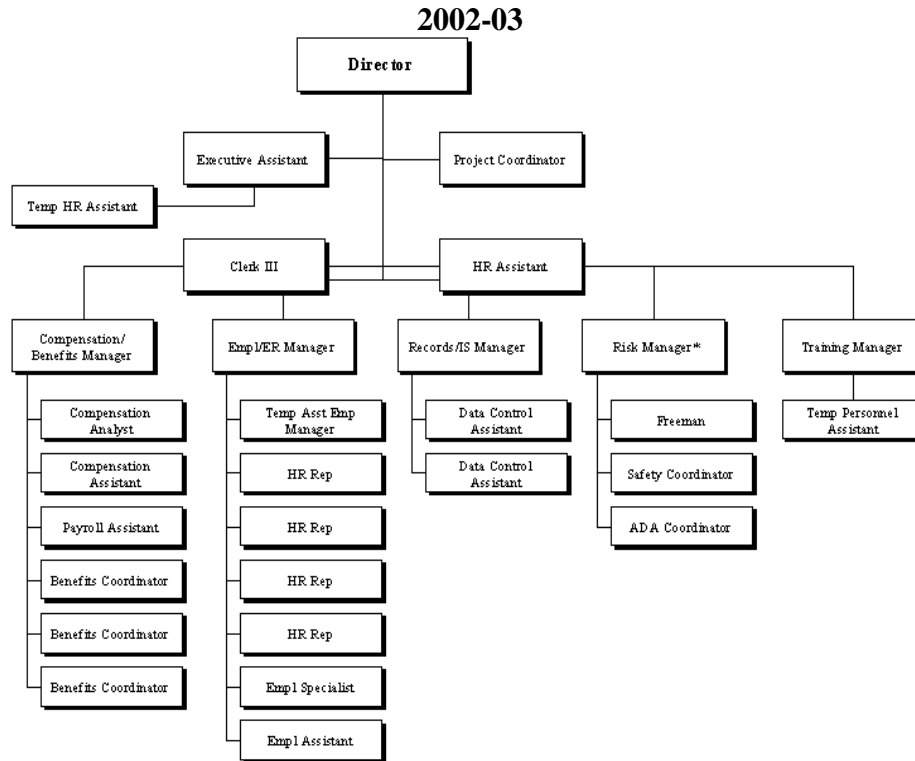 2002-03
Director
Executive Assistant
Project Coordinator
Temp HR Assistant
Clerk III
HR Assistant
Compensation/
Benefits Manager
Empl/ER Manager
Records/IS Manager
Risk Manager*
Training Manager
Compensation
Analyst
Compensation
Assistant
Payroll Assistant
Benefits Coordinator
Benefits Coordinator
Benefits Coordinator
Temp Asst Emp
Manager
HR Rep
HR Rep
HR Rep
HR Rep
Empl Specialist
Empl Assistant
Data Control
Assistant
Data Control
Assistant
Freeman
Safety Coordinator
ADA Coordinator
Temp Personnel
Assistant